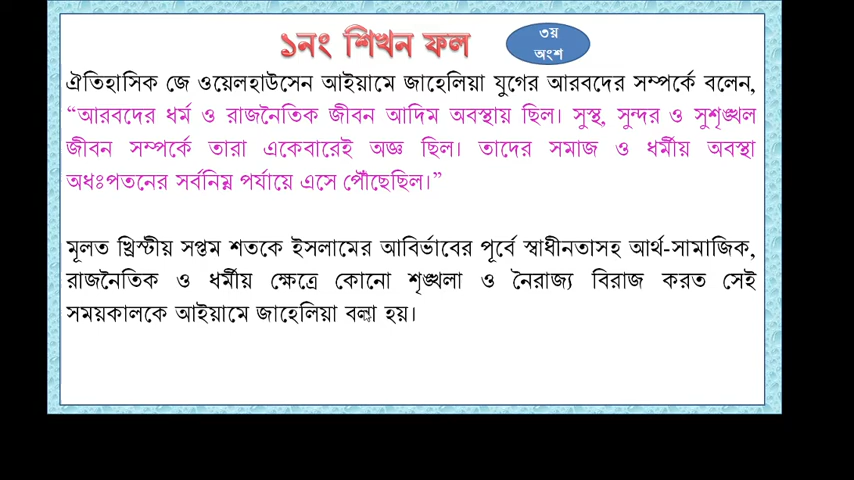 ১নং শিখন ফল
৩য়
অংশ
ঐতিহাসিক জে ওয়েলহাউসেন আইয়ামে জাহেলিয়া যুগের আরবদের সম্পর্কে বলেন,
“আরবদের ধর্ম ও রাজনৈতিক জীবন আদিম অবস্থায় ছিল। সুস্থ, সুন্দর ও সুশৃঙ্খল
জীবন সম্পর্কে তারা একেবারেই অজ্ঞ ছিল। তাদের সমাজ ও ধর্মীয় অবস্থা
অধঃপতনের সর্বনিম্ন পর্যায়ে এসে পৌঁছেছিল।”
মূলত খ্রিস্টীয় সপ্তম শতকে ইসলামের আবির্ভাবের পূর্বে স্বাধীনতাসহ আর্থ-সামাজিক,
রাজনৈতিক ও ধর্মীয় ক্ষেত্রে কোনো শৃঙ্খলা ও নৈরাজ্য বিরাজ করত সেই
সময়কালকে আইয়ামে জাহেলিয়া বলা হয়।